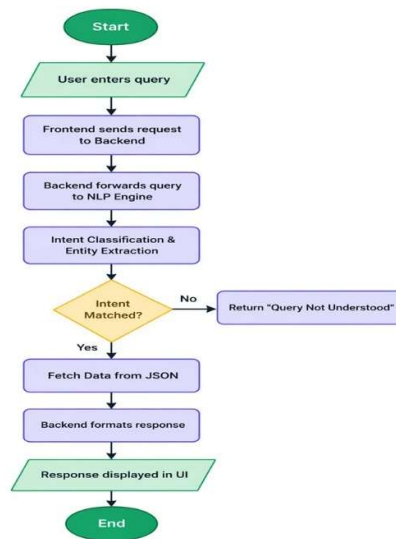 Start
User enters query
Frontend sends request
to Backend
Backend forwards query
to NLP Engine
Intent Classification &
Entity Extraction
Intent
Matched?
No
Return "Query Not Understood"
Yes
Fetch Data from JSON
Backend formats response
Response displayed in UI
End